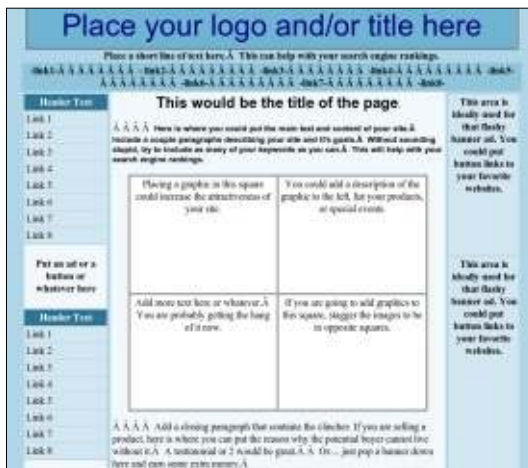 Place your logo and/or title here
Place a short line of text here.Â  This can help with your search engine rankings.
-link1-Â Â Â Â Â Â Â Â Â -link2-Â Â Â Â Â Â Â Â Â -link3-Â Â Â Â Â Â Â Â Â -link4-Â Â Â Â Â Â Â Â Â -link5-
Â Â Â Â Â Â Â Â Â -link6-Â Â Â Â Â Â Â Â Â -link7-Â Â Â Â Â Â Â Â Â -link8-
Header Text
Link 1
Link 2
Link 3
Link 4
Link 5
Link 6
Link 7
Link 8
Put an ad or a
button or
whatever here
Header Text
Link 1
Link 2
Link 3
Link 4
Link 5
Link 6
Link 7
Link 8
This would be the title of the page
Â Â Â Â Here is where you could put the main text and content of your site.Â
Include a couple paragraphs describing your site and it's goals.Â  Without sounding
stupid, try to include as many of your keywords as you can.Â  This will help with your
search engine rankings.
Placing a graphic in this square
could increase the attractiveness of
your site.
You could add a description of the
graphic to the left, list your products,
or special events.
Add more text here or whatever.Â
You are probably getting the hang
of it now.
If you are going to add graphics to
this square, stagger the images to be
in opposite squares.
Â Â Â Â Add a closing paragraph that contains the clincher. If you are selling a
product, here is where you can put the reason why the potential buyer cannot live
without it.Â  A testimonial or 2 would be great.Â Â  Or... just pop a banner down
here and earn some extra money.Â
This area is
ideally used for
that flashy
banner ad. You
could put
button links to
your favorite
websites.
This area is
ideally used for
that flashy
banner ad. You
could put
button links to
your favorite
websites.